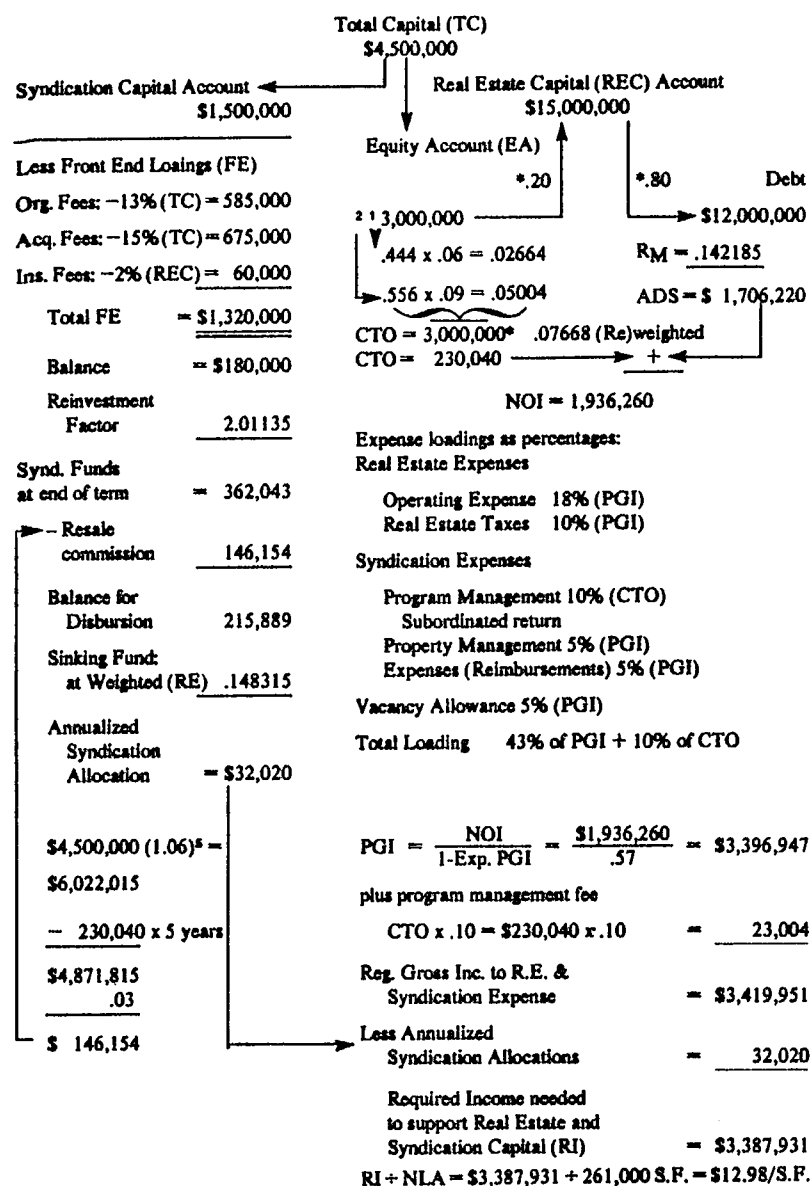 Total Capital (TC)
$4,500,000
Syndication Capital Account
$1,500,000
Real Estate Capital (REC) Account
$15,000,000
Less Front End Loaings (FE)
Org. Fees: −13% (TC) = 585,000
Acq. Fees: −15% (TC) = 675,000
Ins. Fees: −2% (REC) = 60,000
Total FE = $1,320,000
Balance = $180,000
Reinvestment
Factor 2.01135
Synd. Funds
at end of term = 362,043
– Resale
commission 146,154
Balance for
Disbursion 215,889
Sinking Fund:
at Weighted (RE) .148315
Annualized
Syndication
Allocation = $32,020
$4,500,000 (1.06)⁵ =
$6,022,015
− 230,040 x 5 years
$4,871,815
.03
$ 146,154
Equity Account (EA)
*.20 *.80 Debt
2 1 3,000,000 $12,000,000
.444 x .06 = .02664 RM = .142185
.556 x .09 = .05004 ADS = $ 1,706,220
CTO = 3,000,000* .07668 (Re)weighted
CTO = 230,040 +
NOI = 1,936,260
Expense loadings as percentages:
Real Estate Expenses
Operating Expense 18% (PGI)
Real Estate Taxes 10% (PGI)
Syndication Expenses
Program Management 10% (CTO)
Subordinated return
Property Management 5% (PGI)
Expenses (Reimbursements) 5% (PGI)
Vacancy Allowance 5% (PGI)
Total Loading 43% of PGI + 10% of CTO
PGI = NOI / 1-Exp. PGI = $1,936,260 / .57 = $3,396,947
plus program management fee
CTO x .10 = $230,040 x .10 = 23,004
Reg. Gross Inc. to R.E. &
Syndication Expense = $3,419,951
Less Annualized
Syndication Allocations = 32,020
Required Income needed
to support Real Estate and
Syndication Capital (RI) = $3,387,931
RI ÷ NLA = $3,387,931 ÷ 261,000 S.F. = $12.98/S.F.